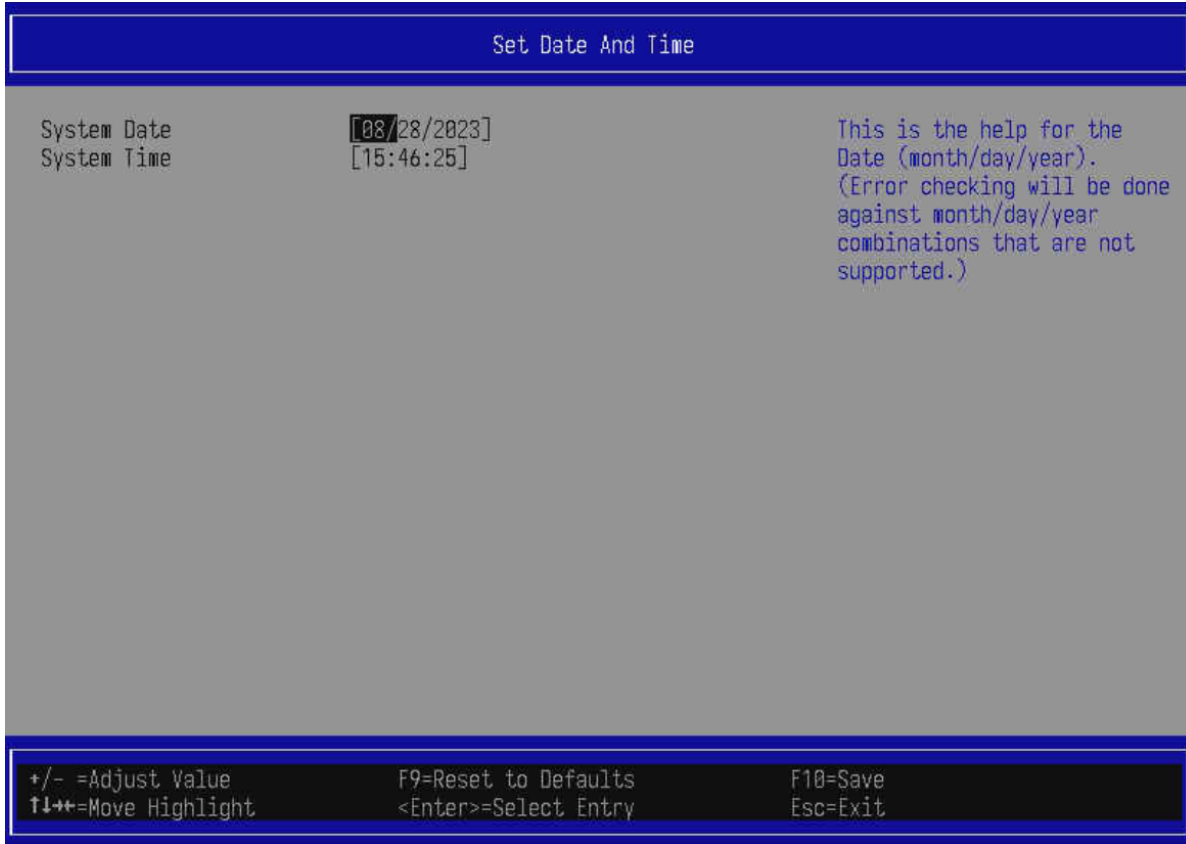 Set Date And Time
System Date [08/28/2023]
System Time [15:46:25]
This is the help for the
Date (month/day/year).
(Error checking will be done
against month/day/year
combinations that are not
supported.)
+/- =Adjust Value F9=Reset to Defaults F10=Save
↑↓→←=Move Highlight <Enter>=Select Entry Esc=Exit